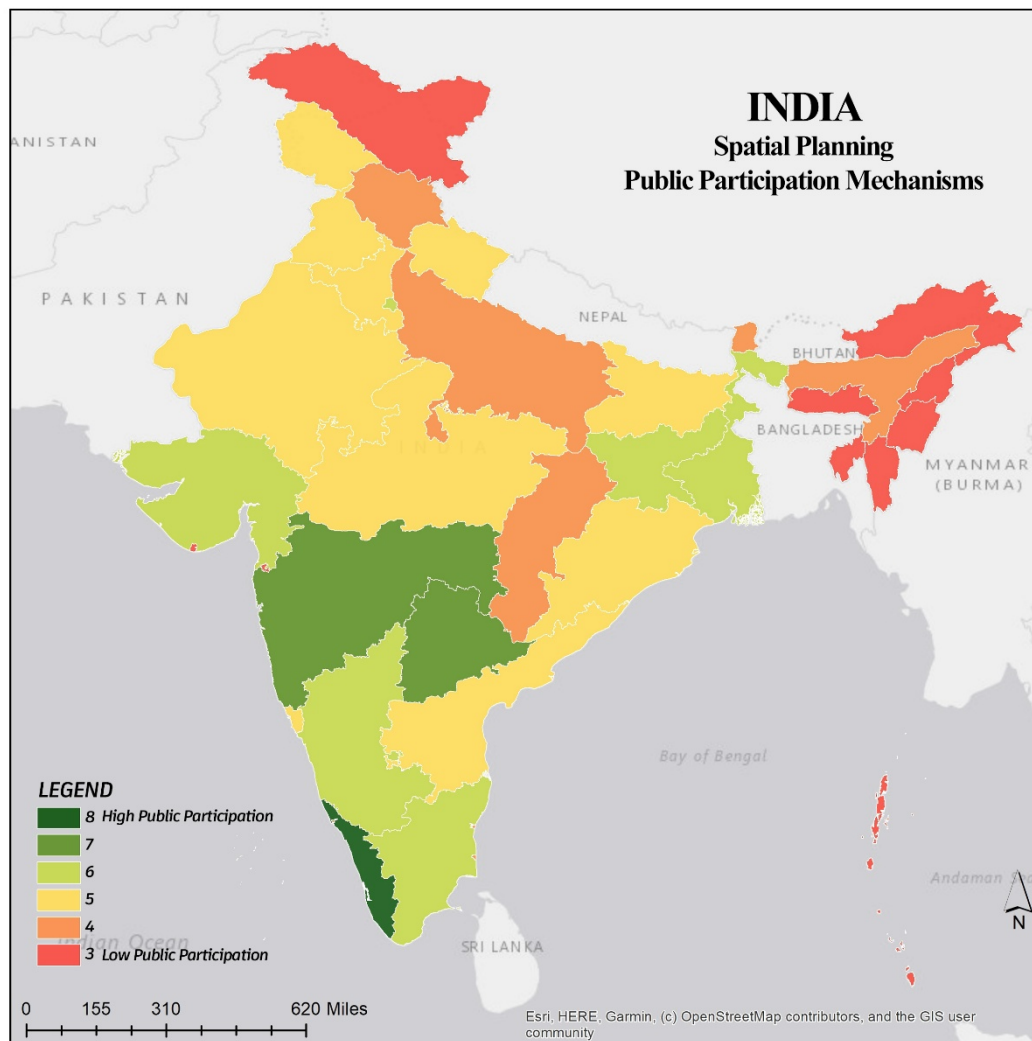 INDIA
Spatial Planning
Public Participation Mechanisms
ANISTAN
PAKISTAN
NEPAL
BHUTAN
BANGLADESH
INDIA
MYANMAR
(BURMA)
Bay of Bengal
Andaman Sea
Indian Ocean
SRI LANKA
LEGEND
8 High Public Participation
7
6
5
4
3 Low Public Participation
N
0 155 310 620 Miles
Esri, HERE, Garmin, (c) OpenStreetMap contributors, and the GIS user
community